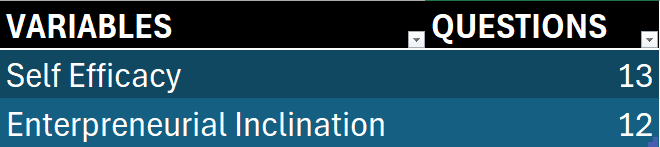 VARIABLES QUESTIONS
Self Efficacy 13
Enterpreneurial Inclination 12